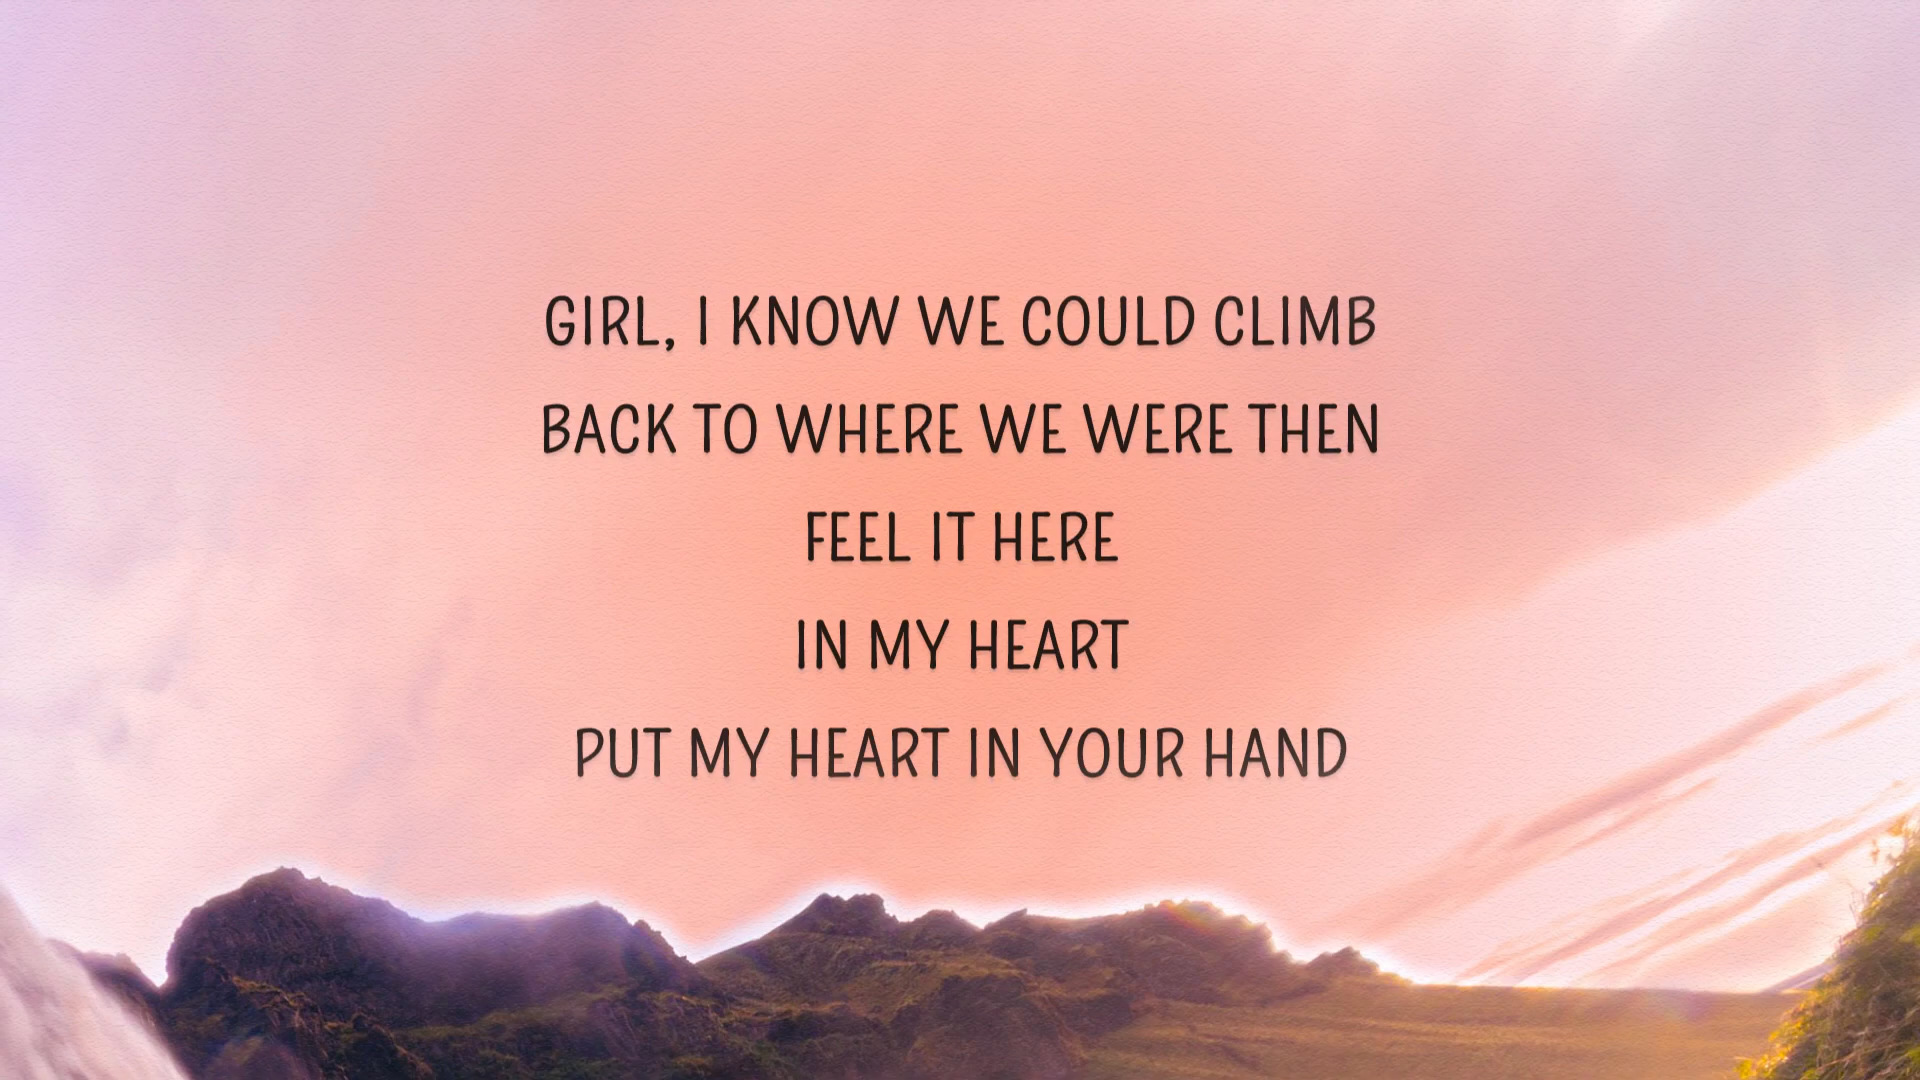 GIRL, I KNOW WE COULD CLIMB
BACK TO WHERE WE WERE THEN
FEEL IT HERE
IN MY HEART
PUT MY HEART IN YOUR HAND